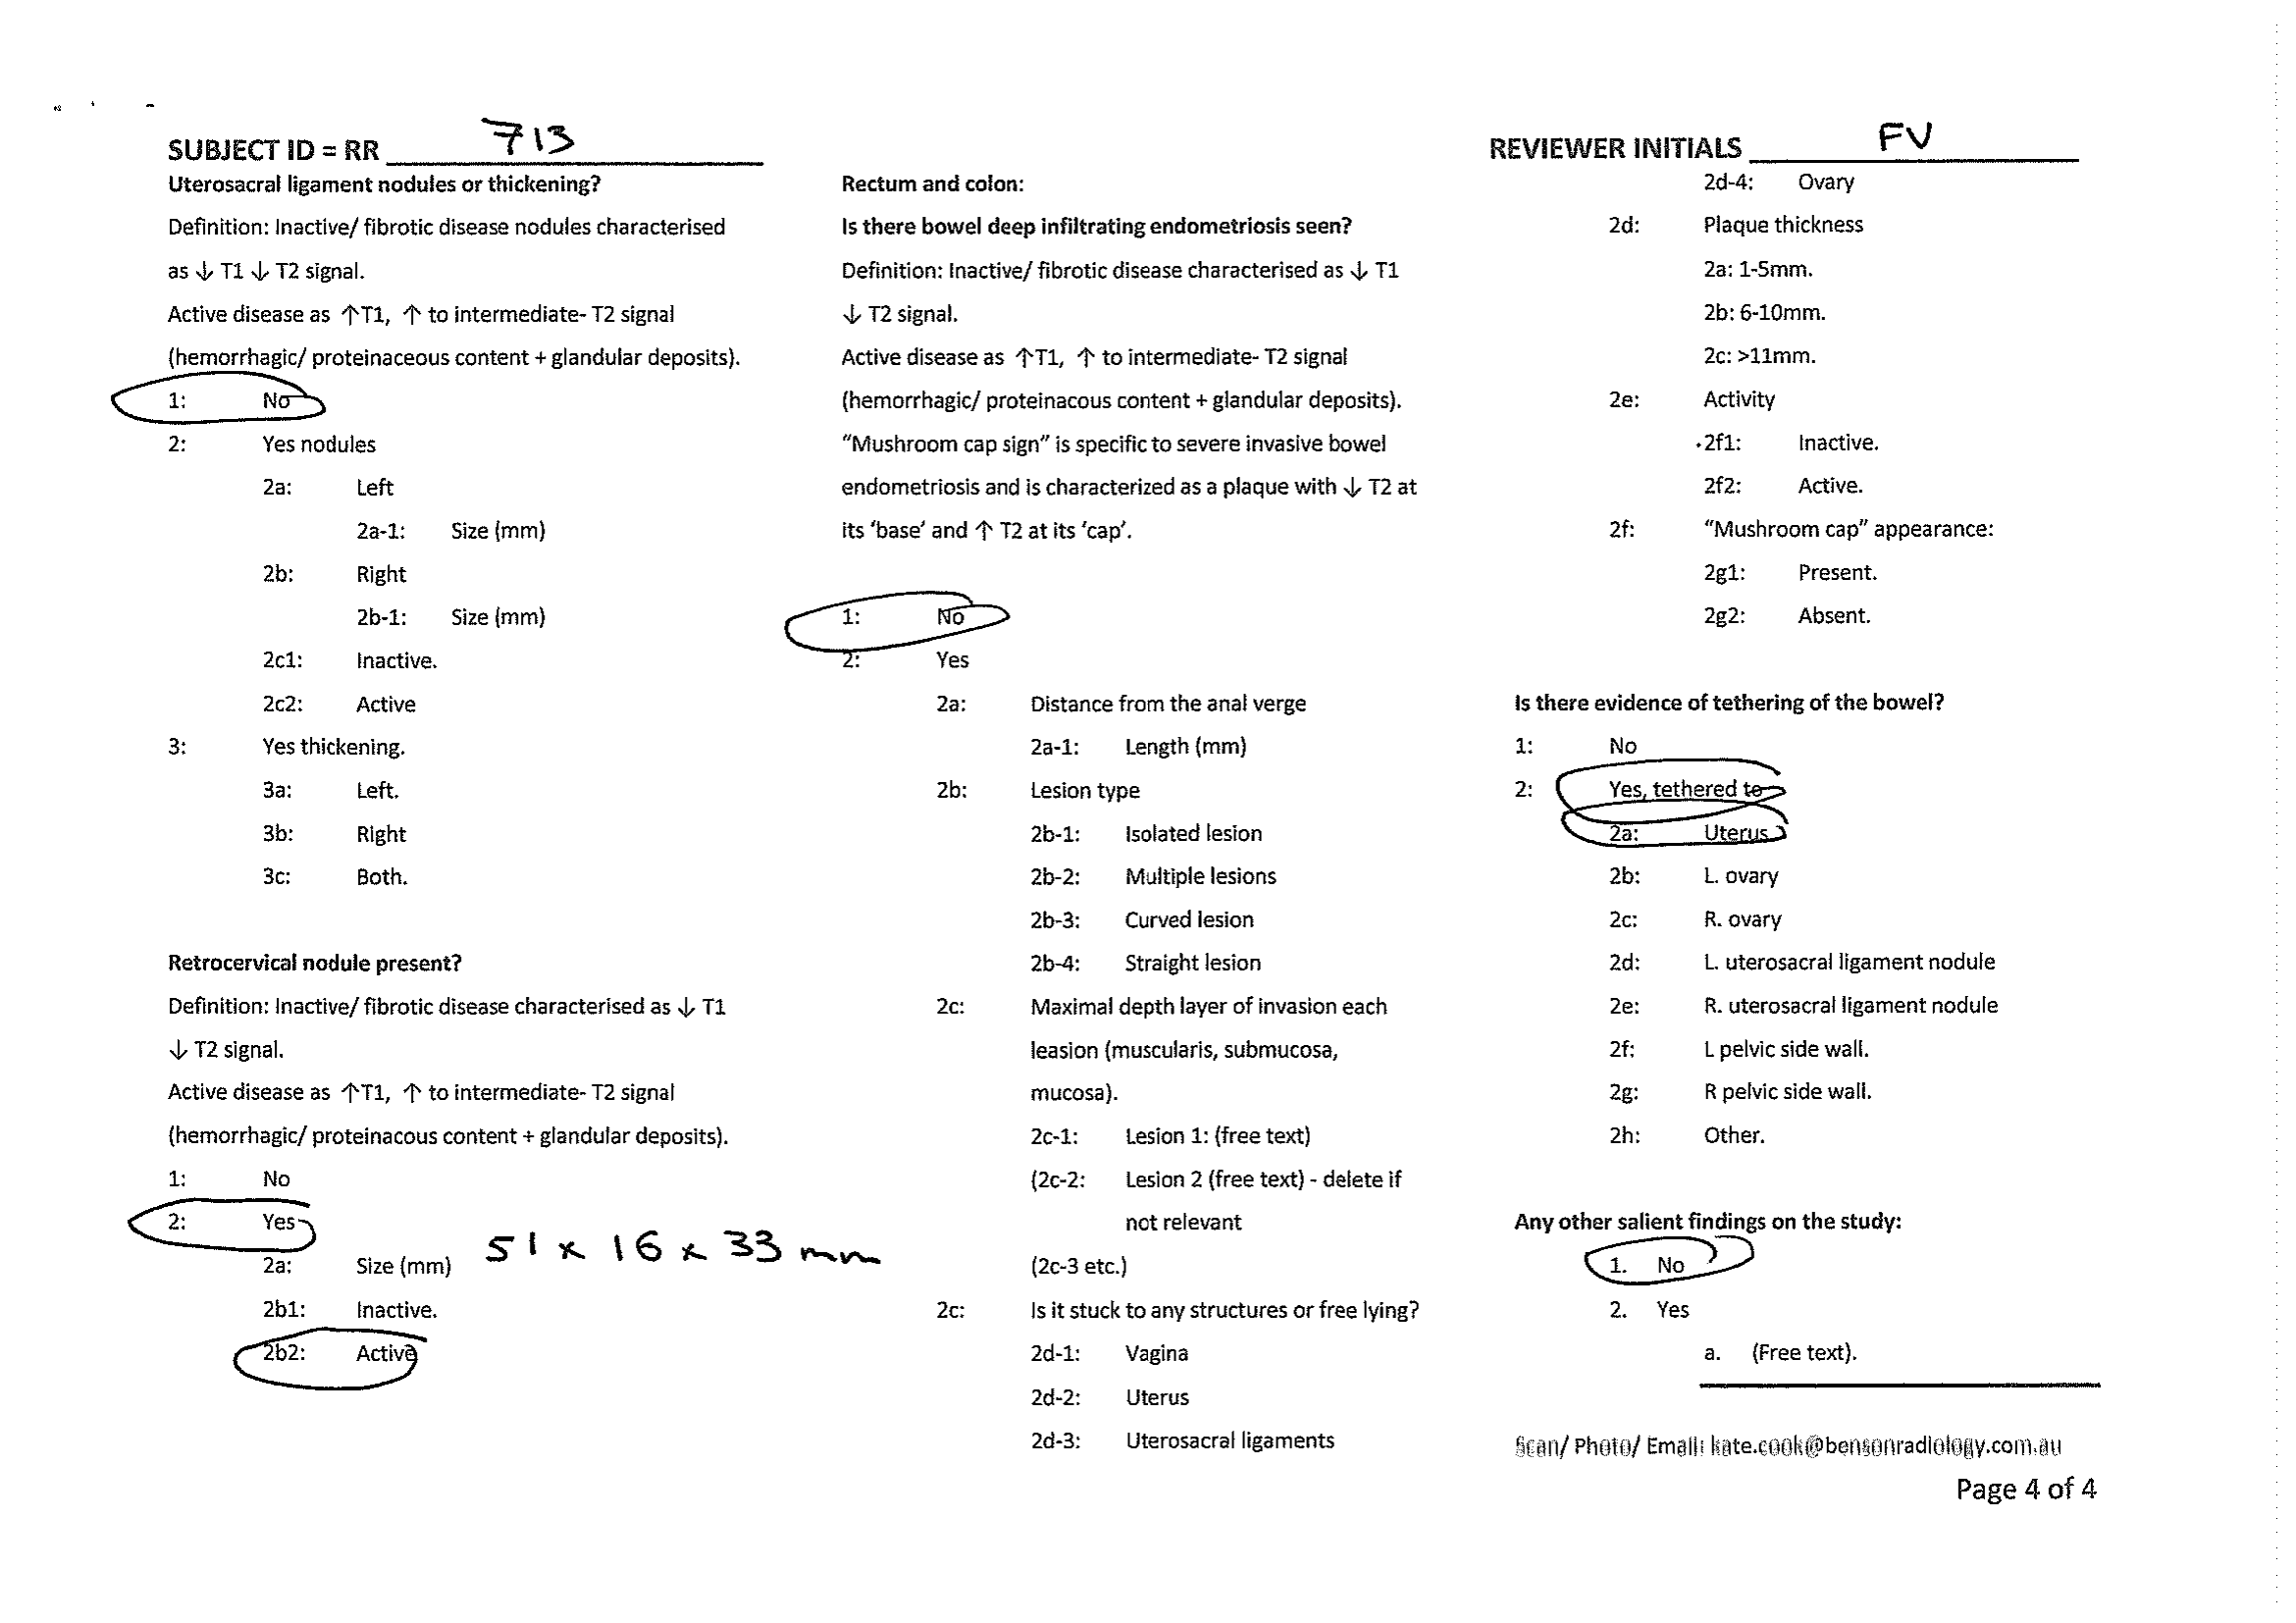 SUBJECT ID = RR 713
REVIEWER INITIALS FV
Uterosacral ligament nodules or thickening?
Definition: Inactive/ fibrotic disease nodules characterised
as ↓ T1 ↓ T2 signal.
Active disease as ↑T1, ↑ to intermediate- T2 signal
(hemorrhagic/ proteinaceous content + glandular deposits).
1: No
2: Yes nodules
2a: Left
2a-1: Size (mm)
2b: Right
2b-1: Size (mm)
2c1: Inactive.
2c2: Active
3: Yes thickening.
3a: Left.
3b: Right
3c: Both.
Retrocervical nodule present?
Definition: Inactive/ fibrotic disease characterised as ↓ T1
↓ T2 signal.
Active disease as ↑T1, ↑ to intermediate- T2 signal
(hemorrhagic/ proteinacous content + glandular deposits).
1: No
2: Yes
2a: Size (mm) 51 x 16 x 33 mm
2b1: Inactive.
2b2: Active
Rectum and colon:
Is there bowel deep infiltrating endometriosis seen?
Definition: Inactive/ fibrotic disease characterised as ↓ T1
↓ T2 signal.
Active disease as ↑T1, ↑ to intermediate- T2 signal
(hemorrhagic/ proteinacous content + glandular deposits).
“Mushroom cap sign” is specific to severe invasive bowel
endometriosis and is characterized as a plaque with ↓ T2 at
its ‘base’ and ↑ T2 at its ‘cap’.
1: No
2: Yes
2a: Distance from the anal verge
2a-1: Length (mm)
2b: Lesion type
2b-1: Isolated lesion
2b-2: Multiple lesions
2b-3: Curved lesion
2b-4: Straight lesion
2c: Maximal depth layer of invasion each
leasion (muscularis, submucosa,
mucosa).
2c-1: Lesion 1: (free text)
(2c-2: Lesion 2 (free text) - delete if
not relevant
(2c-3 etc.)
2c: Is it stuck to any structures or free lying?
2d-1: Vagina
2d-2: Uterus
2d-3: Uterosacral ligaments
2d-4: Ovary
2d: Plaque thickness
2a: 1-5mm.
2b: 6-10mm.
2c: >11mm.
2e: Activity
2f1: Inactive.
2f2: Active.
2f: “Mushroom cap” appearance:
2g1: Present.
2g2: Absent.
Is there evidence of tethering of the bowel?
1: No
2: Yes, tethered to
2a: Uterus
2b: L. ovary
2c: R. ovary
2d: L. uterosacral ligament nodule
2e: R. uterosacral ligament nodule
2f: L pelvic side wall.
2g: R pelvic side wall.
2h: Other.
Any other salient findings on the study:
1. No
2. Yes
a. (Free text).
Scan/ Photo/ Email: kate.cook@bensonradiology.com.au
Page 4 of 4